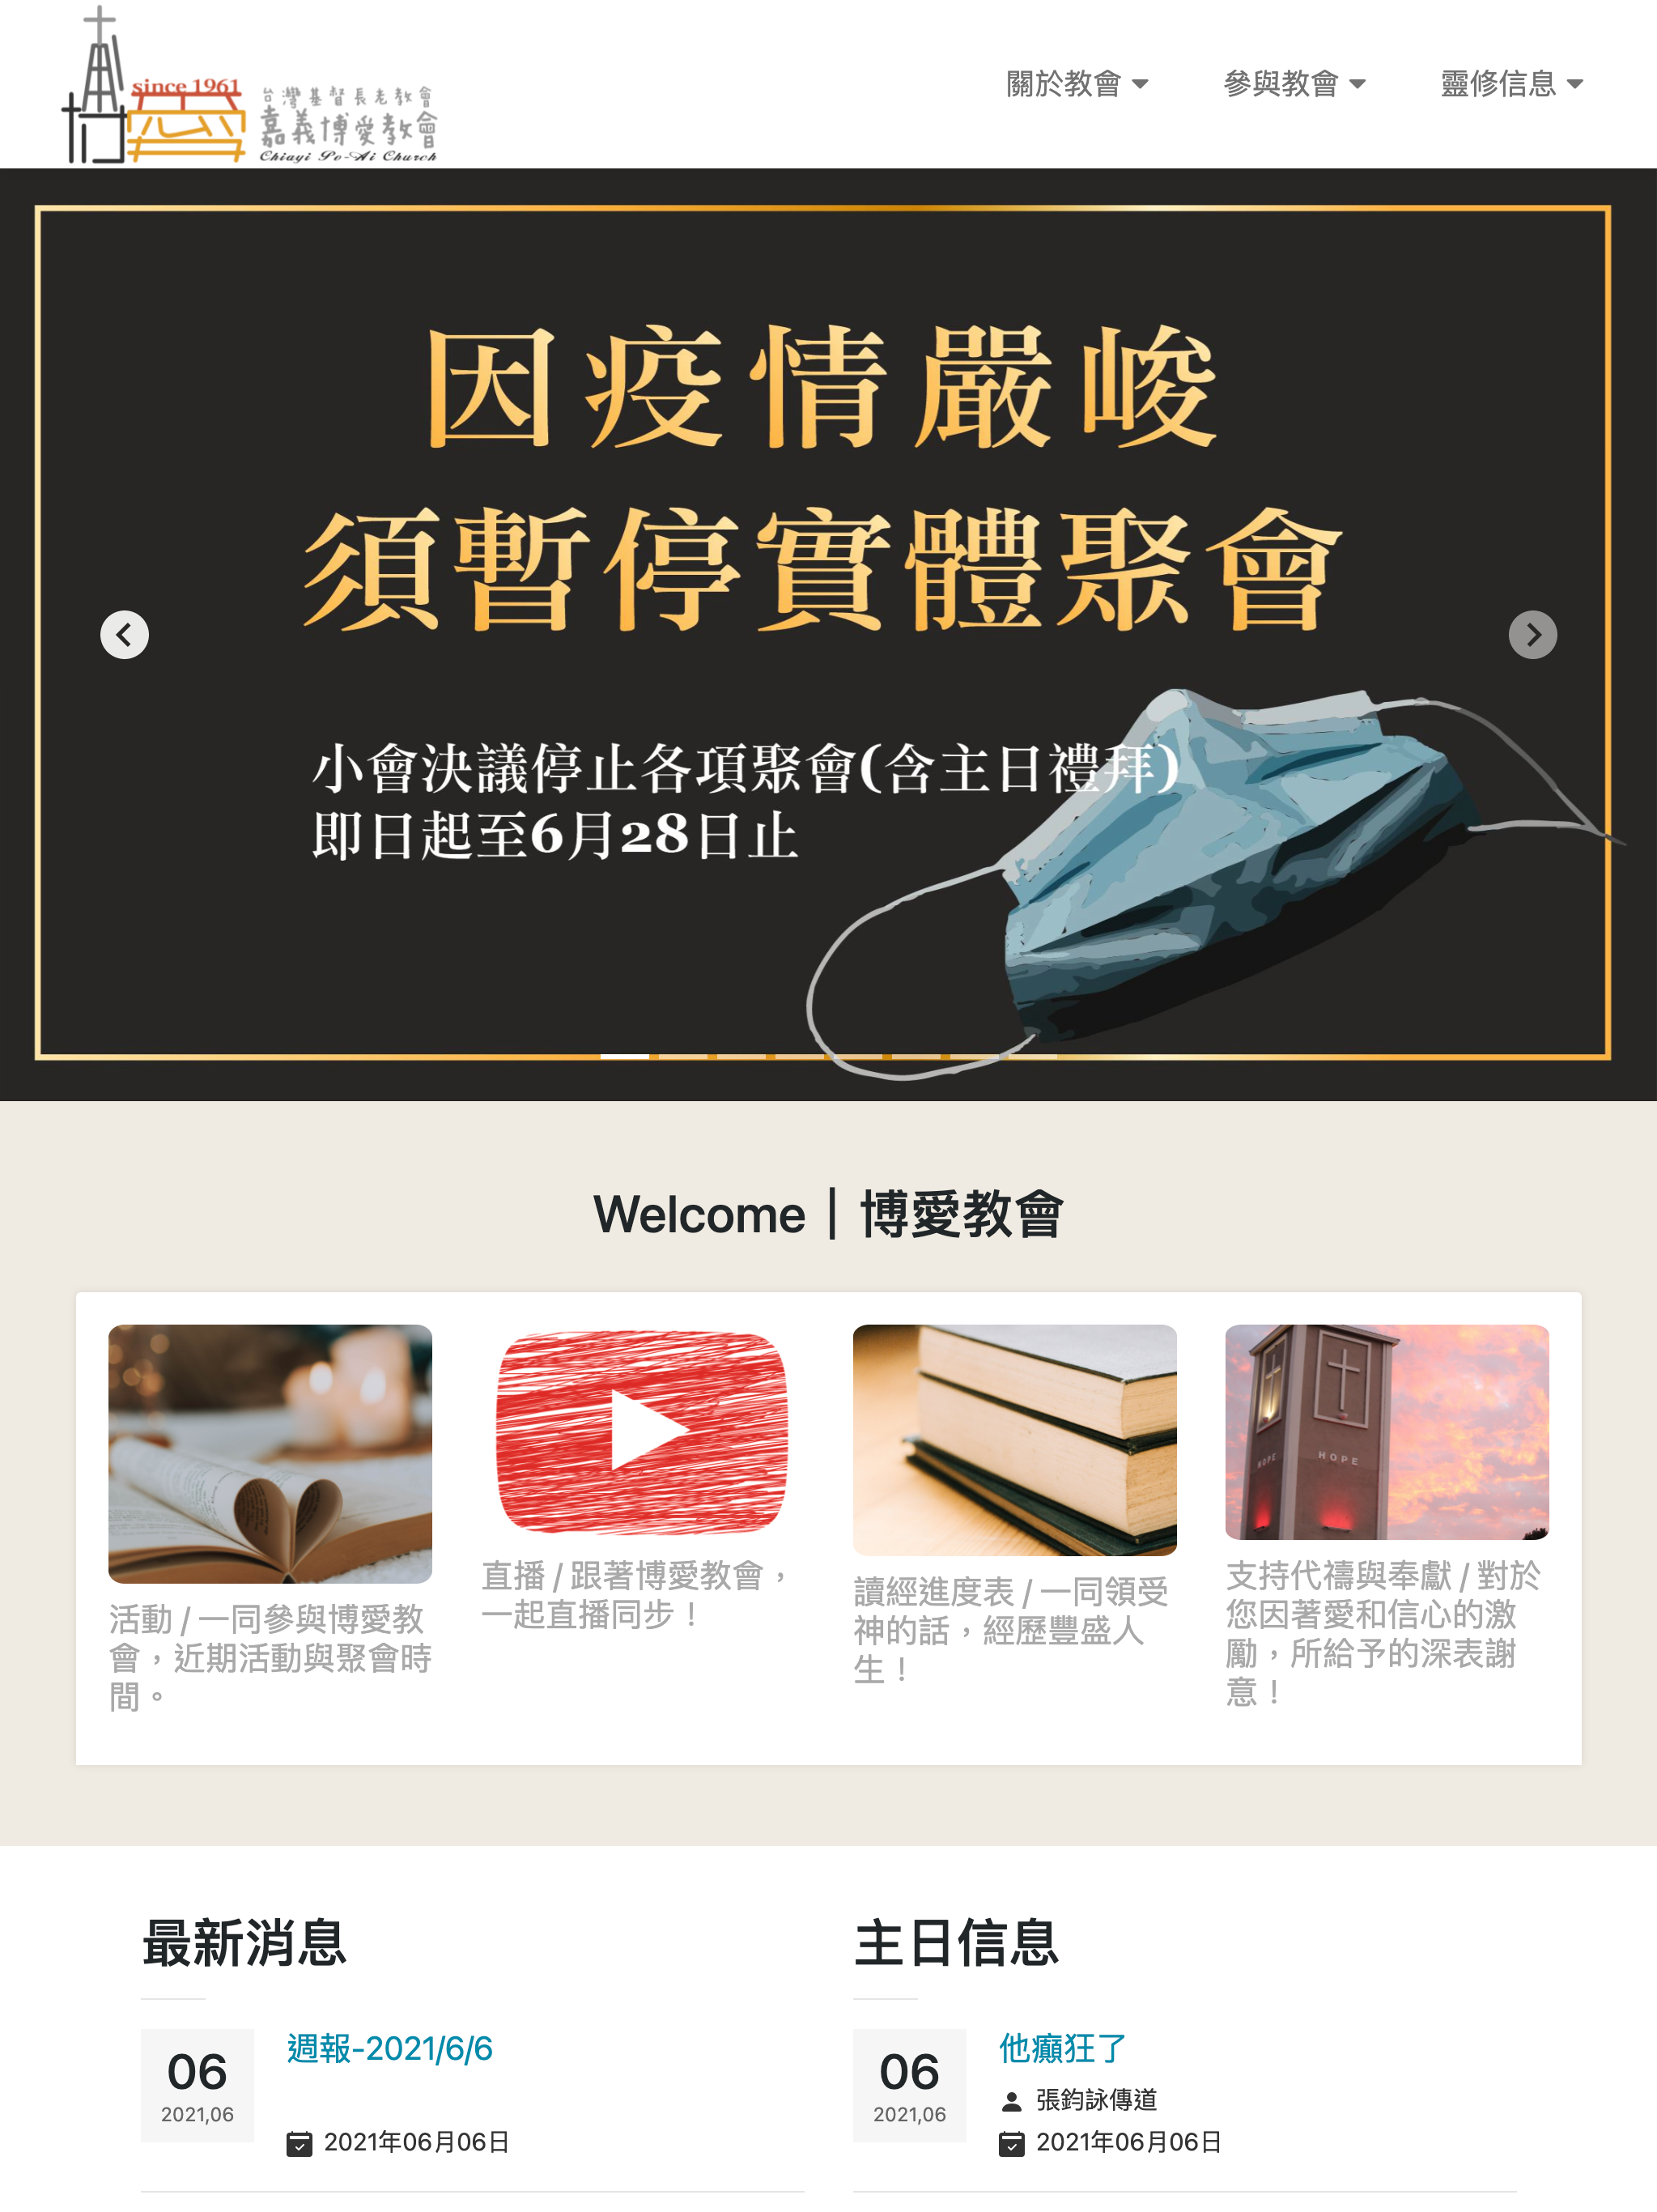 since 1961
台灣基督長老教會
嘉義博愛教會
Chiayi Po-Ai Church
關於教會
參與教會
靈修信息
因疫情嚴峻
須暫停實體聚會
小會決議停止各項聚會(含主日禮拜)
即日起至6月28日止
Welcome｜博愛教會
HOPE
HOPE
活動 / 一同參與博愛教
會，近期活動與聚會時
間。
直播 / 跟著博愛教會，
一起直播同步！
讀經進度表 / 一同領受
神的話，經歷豐盛人
生！
支持代禱與奉獻 / 對於
您因著愛和信心的激
勵，所給予的深表謝
意！
最新消息
06
2021,06
週報-2021/6/6
2021年06月06日
主日信息
06
2021,06
他癲狂了
張鈞詠傳道
2021年06月06日